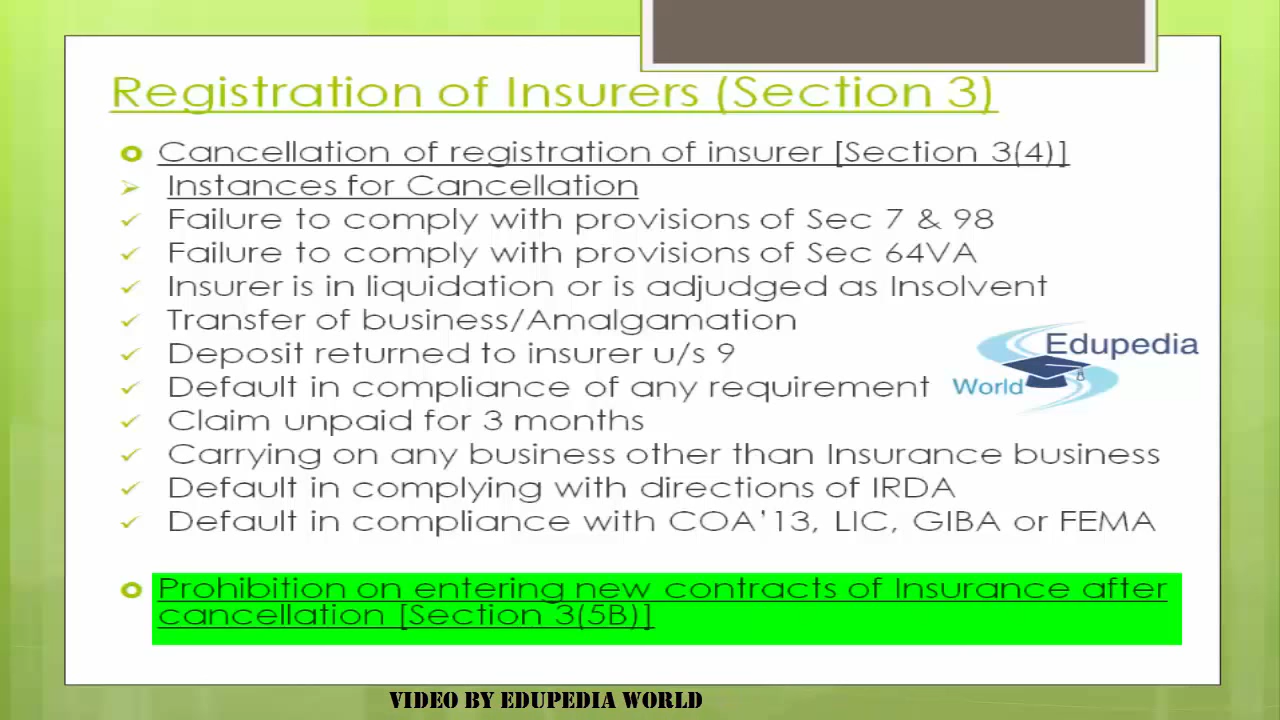 Registration of Insurers (Section 3)
Cancellation of registration of insurer [Section 3(4)]
Instances for Cancellation
Failure to comply with provisions of Sec 7 & 98
Failure to comply with provisions of Sec 64VA
Insurer is in liquidation or is adjudged as Insolvent
Transfer of business/Amalgamation
Deposit returned to insurer u/s 9
Default in compliance of any requirement
Claim unpaid for 3 months
Carrying on any business other than Insurance business
Default in complying with directions of IRDA
Default in compliance with COA’13, LIC, GIBA or FEMA
Prohibition on entering new contracts of Insurance after
cancellation [Section 3(5B)]
Edupedia
World
VIDEO BY EDUPEDIA WORLD